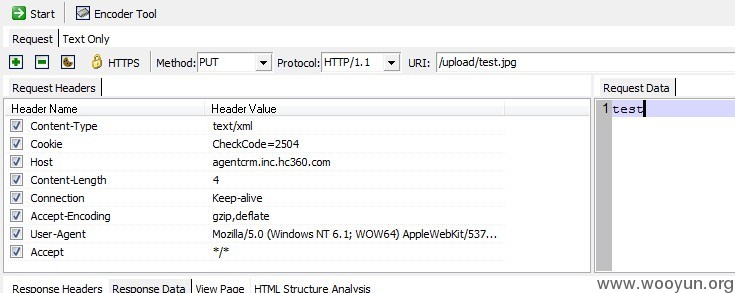 Start Encoder Tool
Request Text Only
HTTPS Method: PUT Protocol: HTTP/1.1 URI: /upload/test.jpg
Request Headers Request Data
Header Name Header Value
1 test
Content-Type text/xml
Cookie CheckCode=2504
Host agentcrm.inc.hc360.com
Content-Length 4
Connection Keep-alive
Accept-Encoding gzip,deflate
User-Agent Mozilla/5.0 (Windows NT 6.1; WOW64) AppleWebKit/537...
Accept */*
www.wooyun.org
Response Headers Response Data View Page HTML Structure Analysis